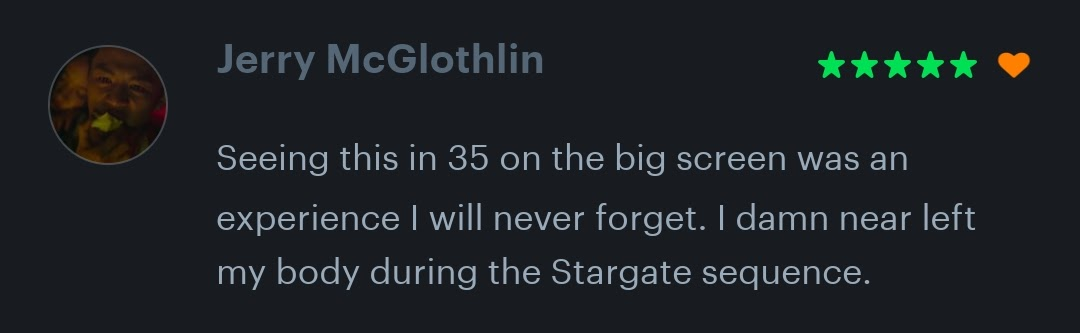 Jerry McGlothlin
Seeing this in 35 on the big screen was an
experience I will never forget. I damn near left
my body during the Stargate sequence.